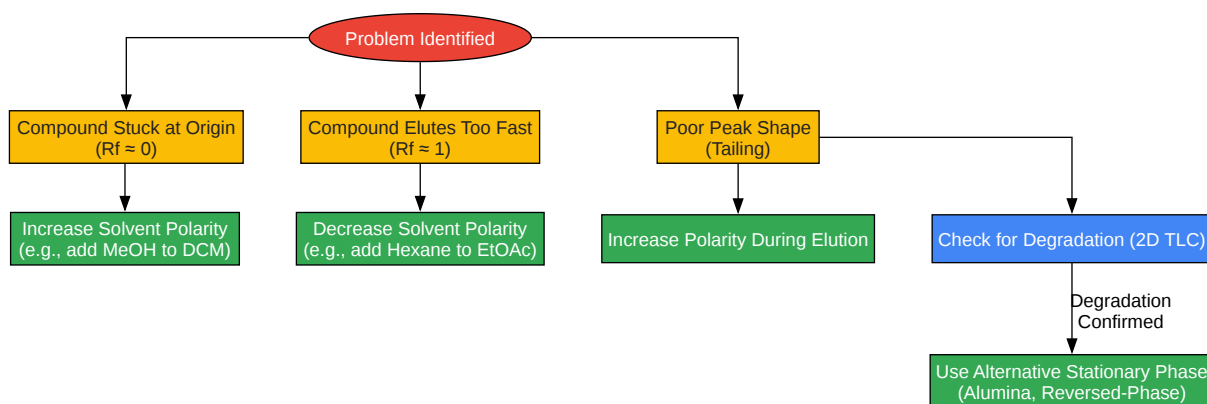 Problem Identified
Compound Stuck at Origin
(Rf ≈ 0)
Compound Elutes Too Fast
(Rf ≈ 1)
Poor Peak Shape
(Tailing)
Increase Solvent Polarity
(e.g., add MeOH to DCM)
Decrease Solvent Polarity
(e.g., add Hexane to EtOAc)
Increase Polarity During Elution
Check for Degradation (2D TLC)
Degradation
Confirmed
Use Alternative Stationary Phase
(Alumina, Reversed-Phase)